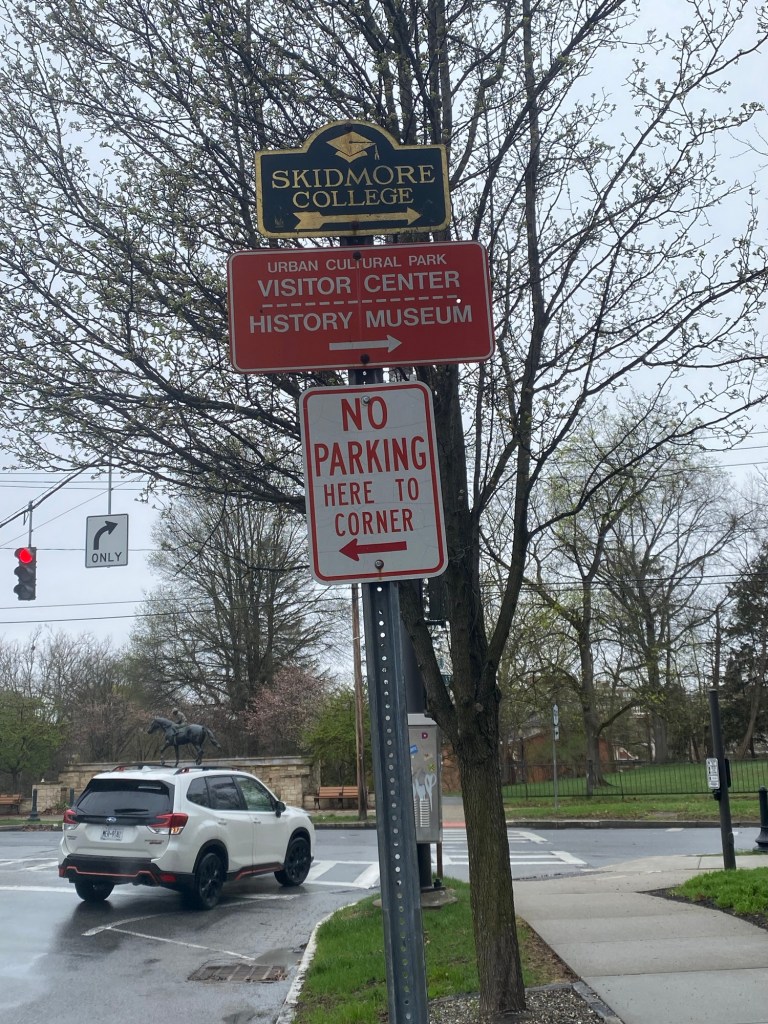 SKIDMORE
COLLEGE
URBAN CULTURAL PARK
VISITOR CENTER
HISTORY MUSEUM
NO
PARKING
HERE TO
CORNER
ONLY